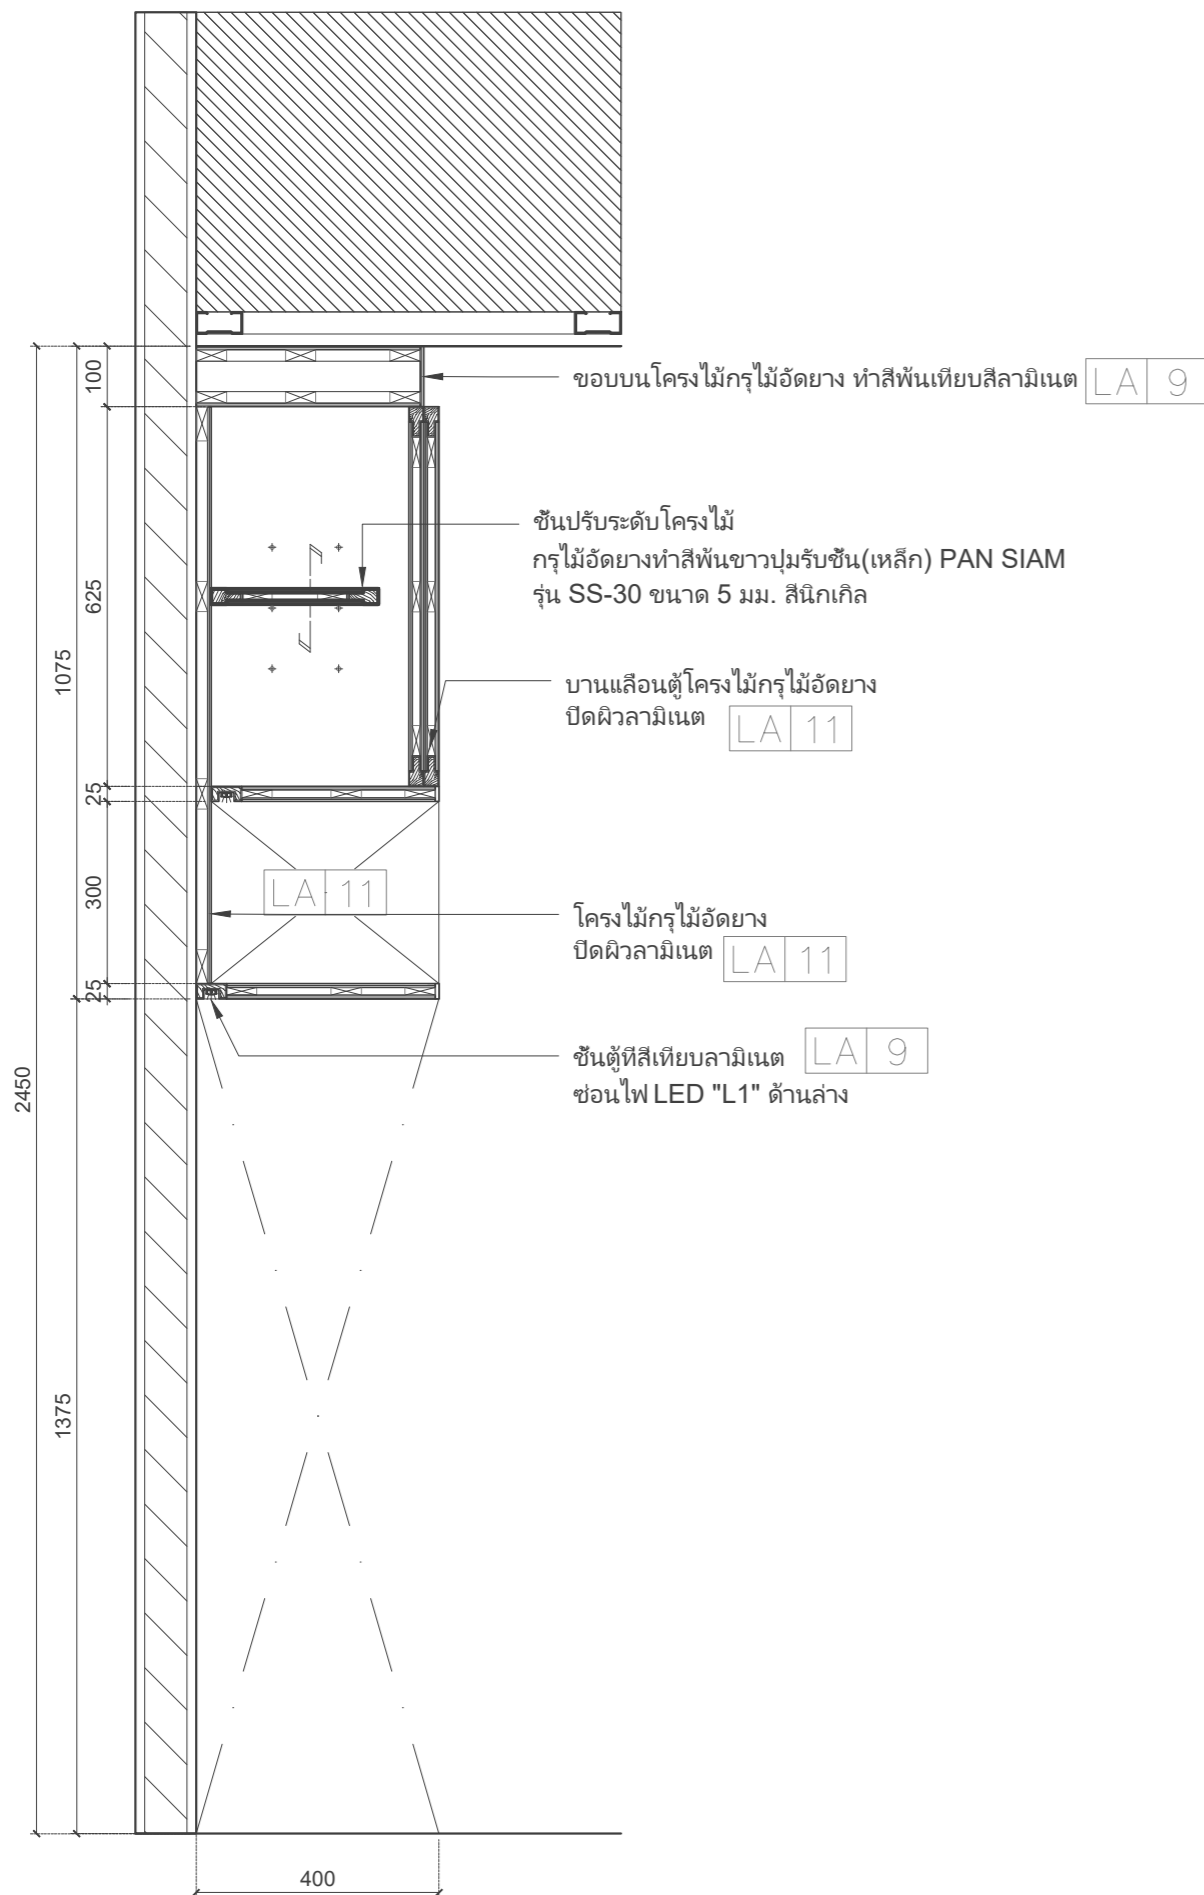 100
ขอบบนโครงไม้กรุไม้อัดยาง ทำสีพ้นเทียบสีลามิเนต LA 9
ชั้นปรับระดับโครงไม้
กรุไม้อัดยางทำสีพ้นขาวปุ่มรับชั้น(เหล็ก) PAN SIAM
รุ่น SS-30 ขนาด 5 มม. สีนิกเกิล
625
1075
บานเลื่อนตู้โครงไม้กรุไม้อัดยาง
ปิดผิวลามิเนต LA 11
25
300
LA 11
โครงไม้กรุไม้อัดยาง
ปิดผิวลามิเนต LA 11
25
ชั้นตู้ทีสีเทียบลามิเนต LA 9
ซ่อนไฟ LED "L1" ด้านล่าง
2450
1375
400